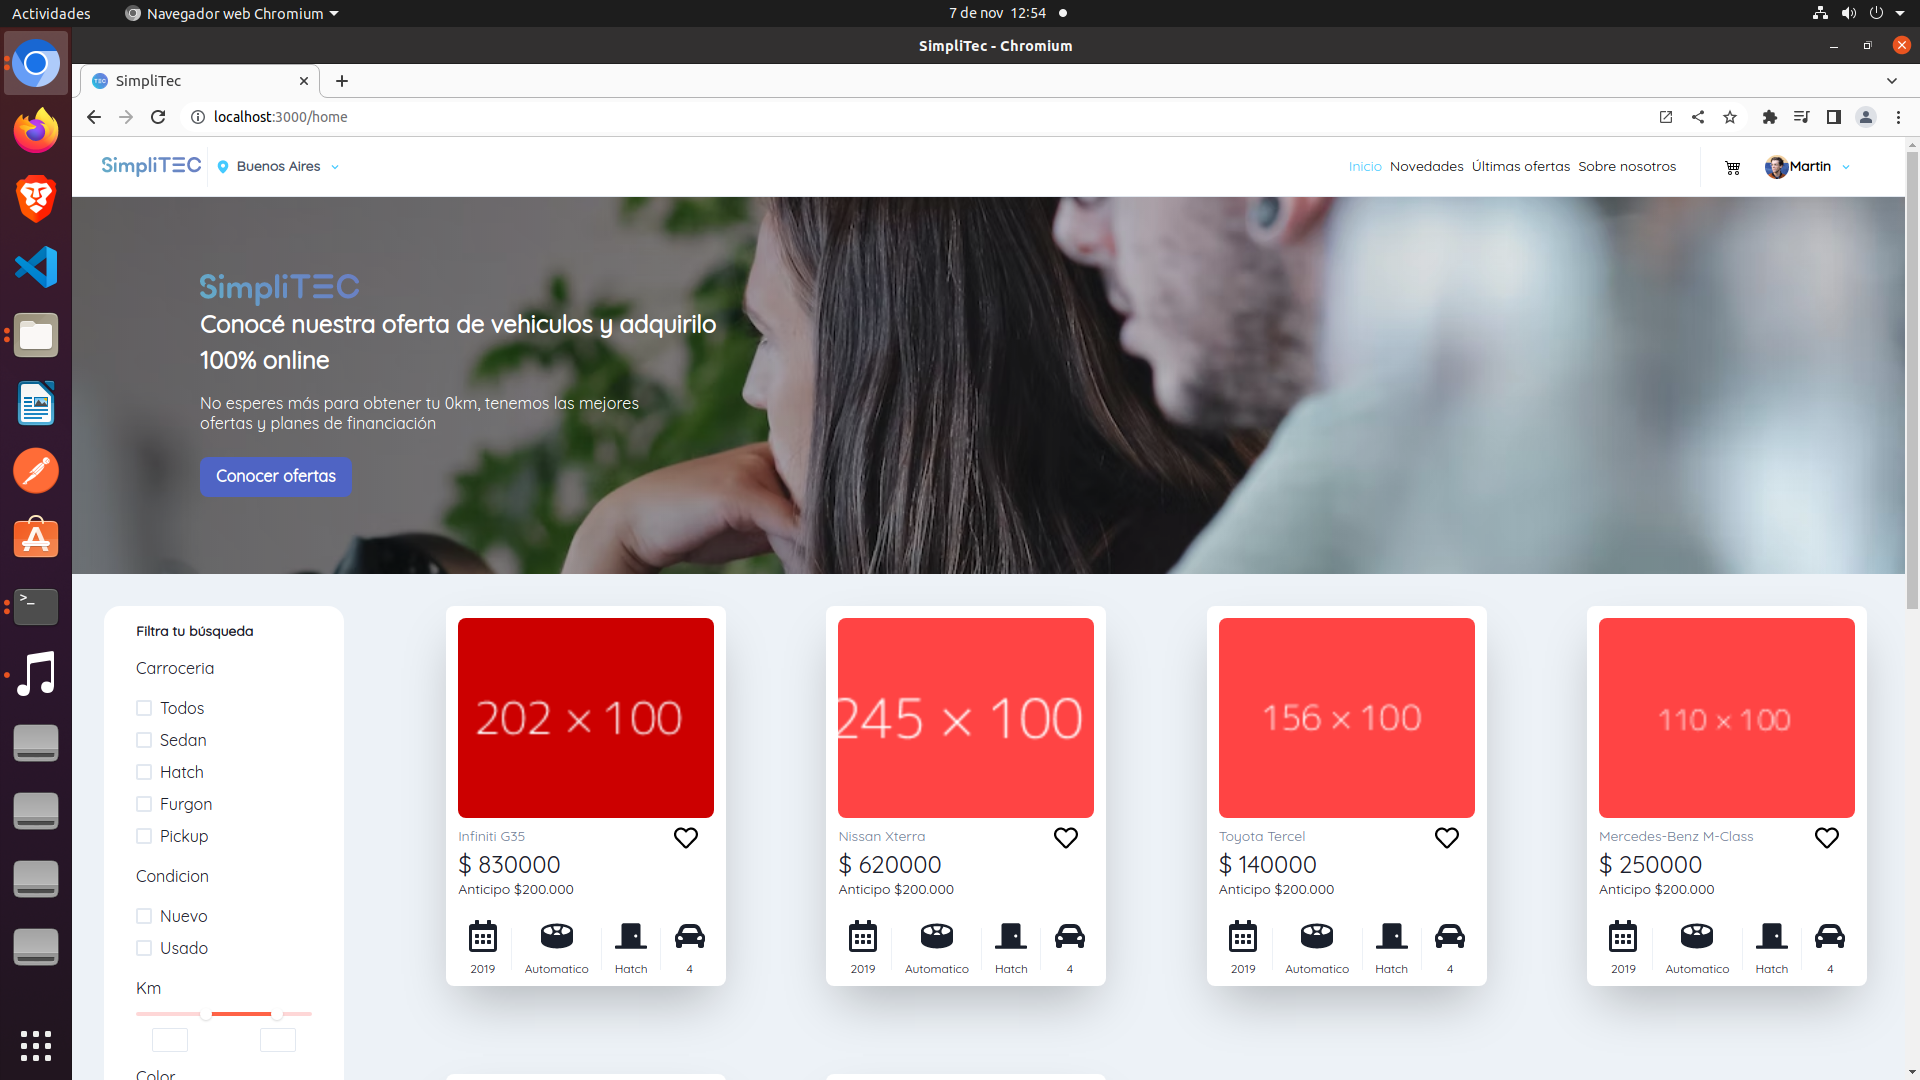 Actividades
Navegador web Chromium
7 de nov 12:54
SimpliTec - Chromium
SimpliTec
localhost:3000/home
SimpliTEC
Buenos Aires
Inicio Novedades Últimas ofertas Sobre nosotros
Martin
SimpliTEC
Conocé nuestra oferta de vehiculos y adquirilo
100% online
No esperes más para obtener tu 0km, tenemos las mejores
ofertas y planes de financiación
Conocer ofertas
Filtra tu búsqueda
Carroceria
Todos
Sedan
Hatch
Furgon
Pickup
Condicion
Nuevo
Usado
Km
Color
202 × 100
Infiniti G35
$ 830000
Anticipo $200.000
2019 Automatico Hatch 4
245 × 100
Nissan Xterra
$ 620000
Anticipo $200.000
2019 Automatico Hatch 4
156 × 100
Toyota Tercel
$ 140000
Anticipo $200.000
2019 Automatico Hatch 4
110 × 100
Mercedes-Benz M-Class
$ 250000
Anticipo $200.000
2019 Automatico Hatch 4